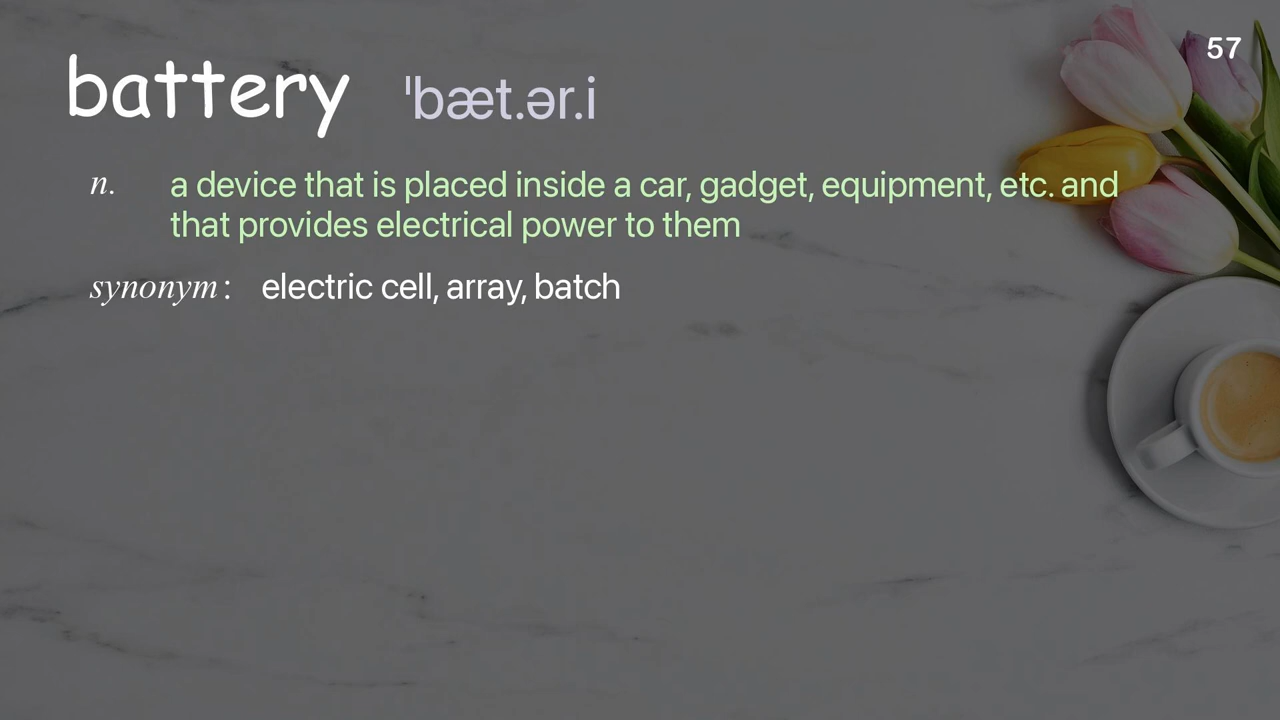 57
battery ˈbæt.ər.i
n. a device that is placed inside a car, gadget, equipment, etc. and
that provides electrical power to them
synonym : electric cell, array, batch